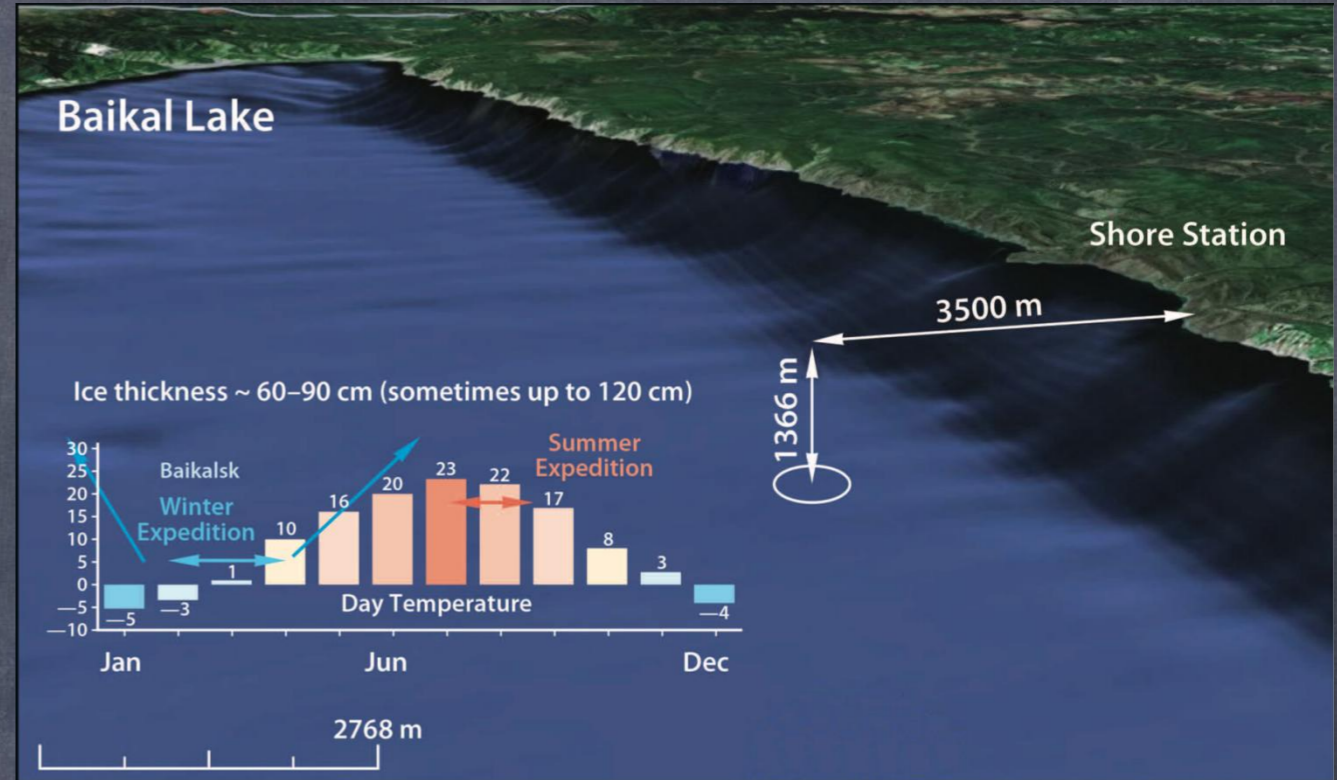 Baikal Lake
Shore Station
3500 m
1366 m
Ice thickness ~ 60–90 cm (sometimes up to 120 cm)
Baikalsk
Winter
Expedition
Summer
Expedition
30
25
20
15
10
5
0
—5
—10
—5
—3
1
10
16
20
23
22
17
8
3
—4
Day Temperature
Jan
Jun
Dec
2768 m